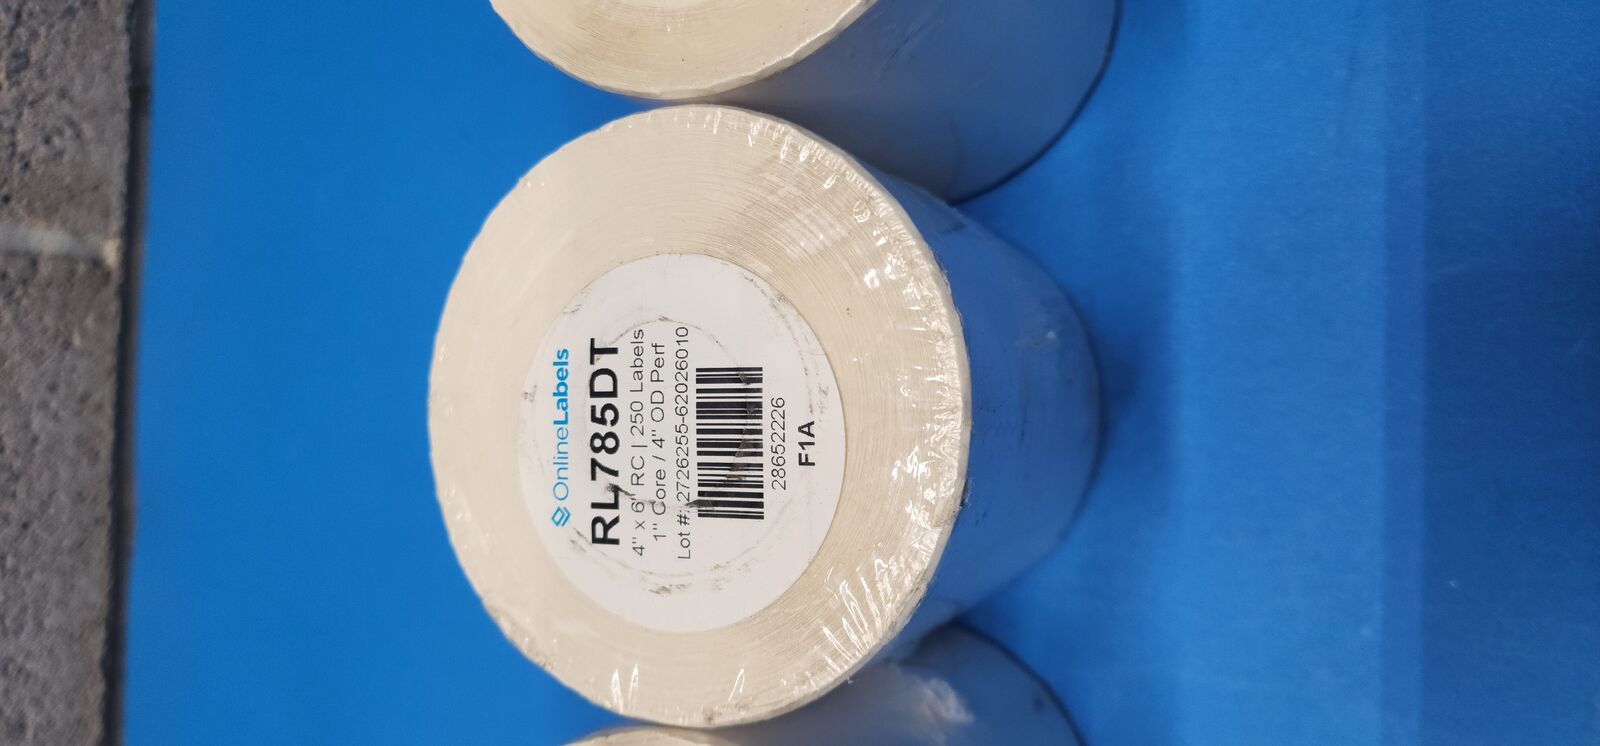 OnlineLabels
RL785DT
4" x 6" RC | 250 Labels
1" Core / 4" OD Perf
Lot #: 2726255-62026010
28652226
F1A